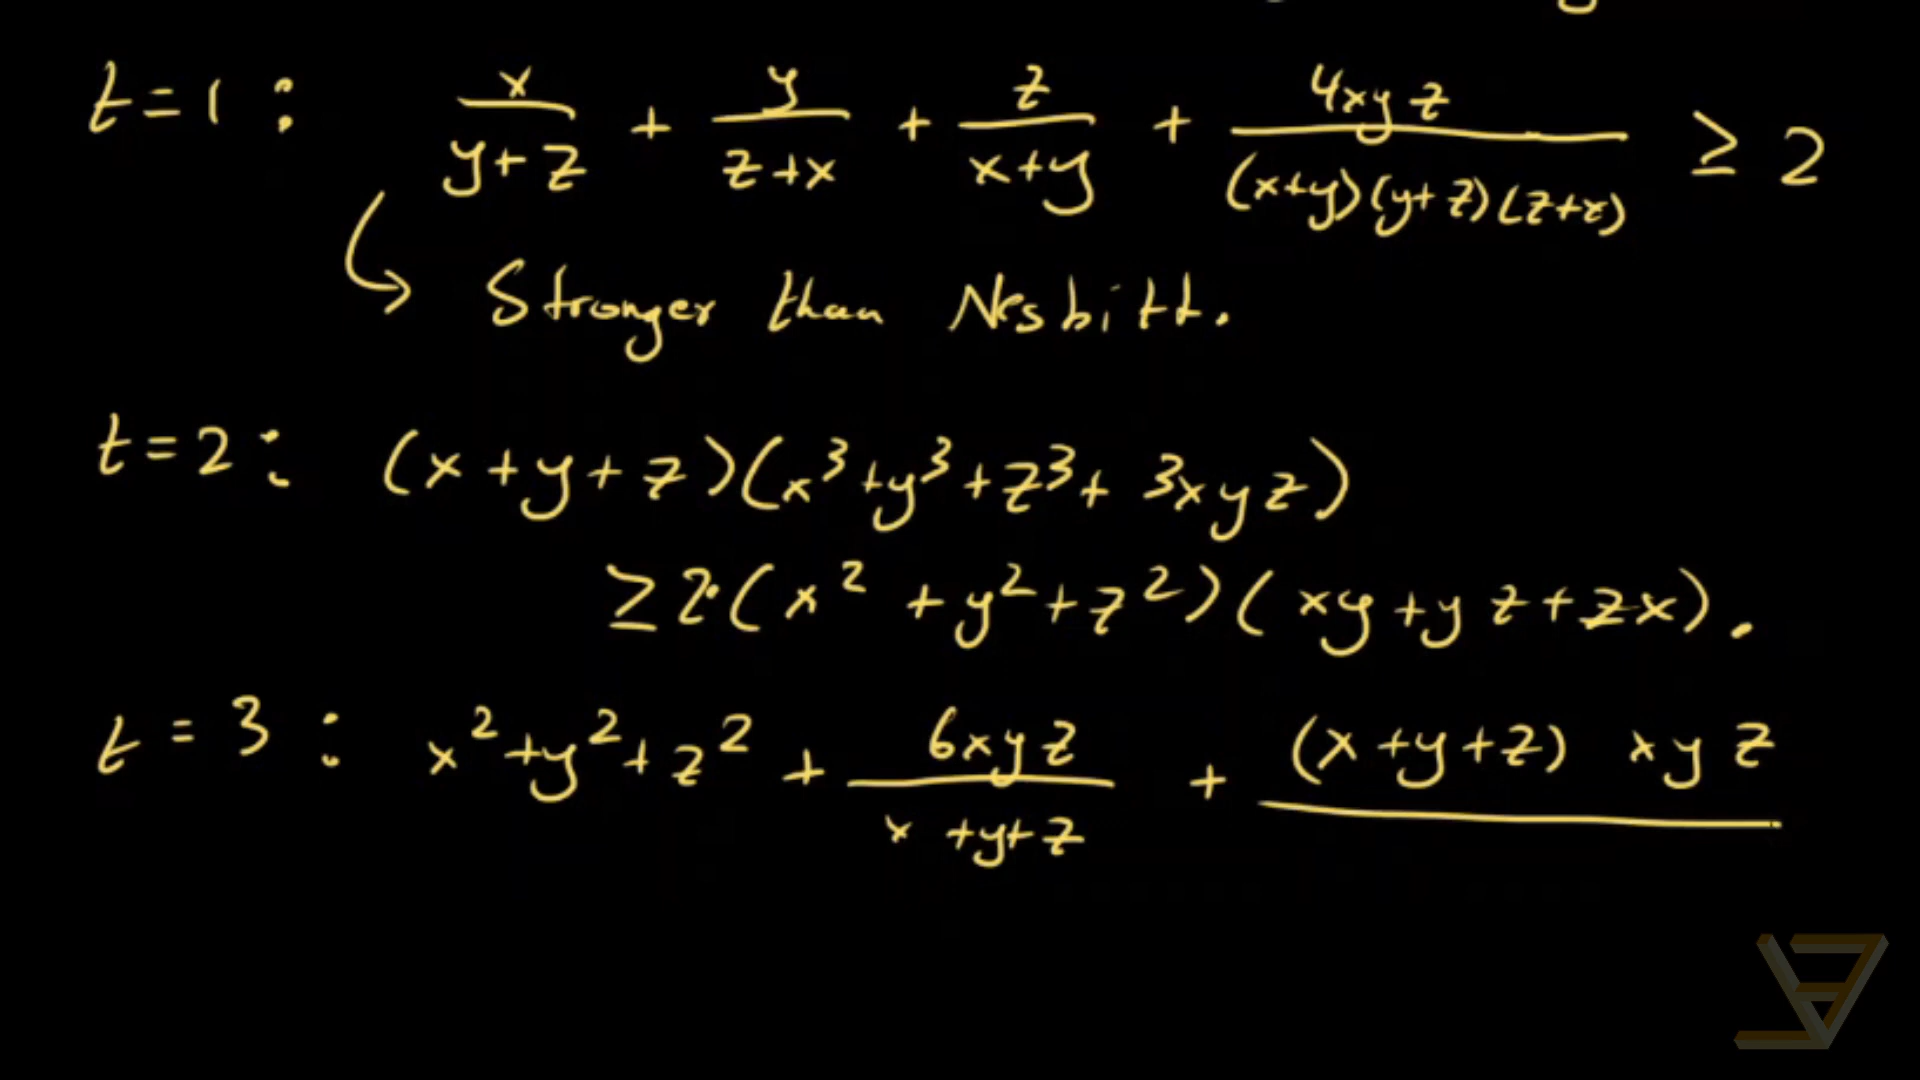 t=1 : x/(y+z) + y/(z+x) + z/(x+y) + 4xyz/((x+y)(y+z)(z+x)) ≥ 2
Stronger than Nesbitt.
t=2 : (x+y+z)(x³+y³+z³+3xyz)
≥2·(x²+y²+z²)(xy+yz+zx).
t=3 : x²+y²+z² + 6xyz/(x+y+z) + (x+y+z) xyz/